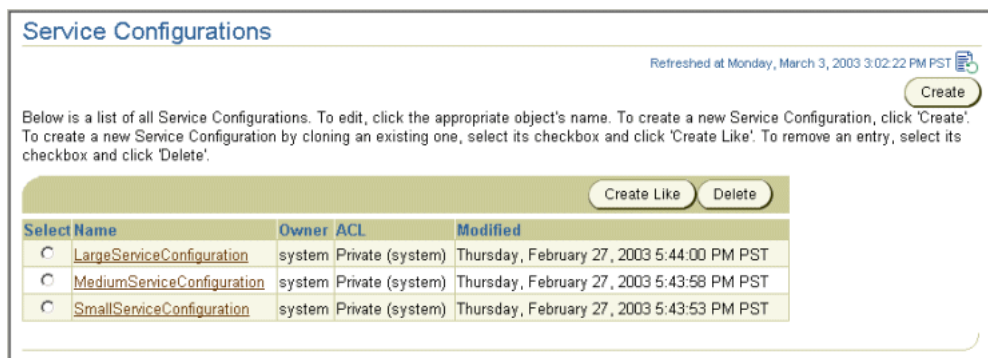 Service Configurations
Refreshed at Monday, March 3, 2003 3:02:22 PM PST
Create
Below is a list of all Service Configurations. To edit, click the appropriate object's name. To create a new Service Configuration, click 'Create'.
To create a new Service Configuration by cloning an existing one, select its checkbox and click 'Create Like'. To remove an entry, select its
checkbox and click 'Delete'.
Create Like Delete
Select Name Owner ACL Modified
LargeServiceConfiguration system Private (system) Thursday, February 27, 2003 5:44:00 PM PST
MediumServiceConfiguration system Private (system) Thursday, February 27, 2003 5:43:58 PM PST
SmallServiceConfiguration system Private (system) Thursday, February 27, 2003 5:43:53 PM PST